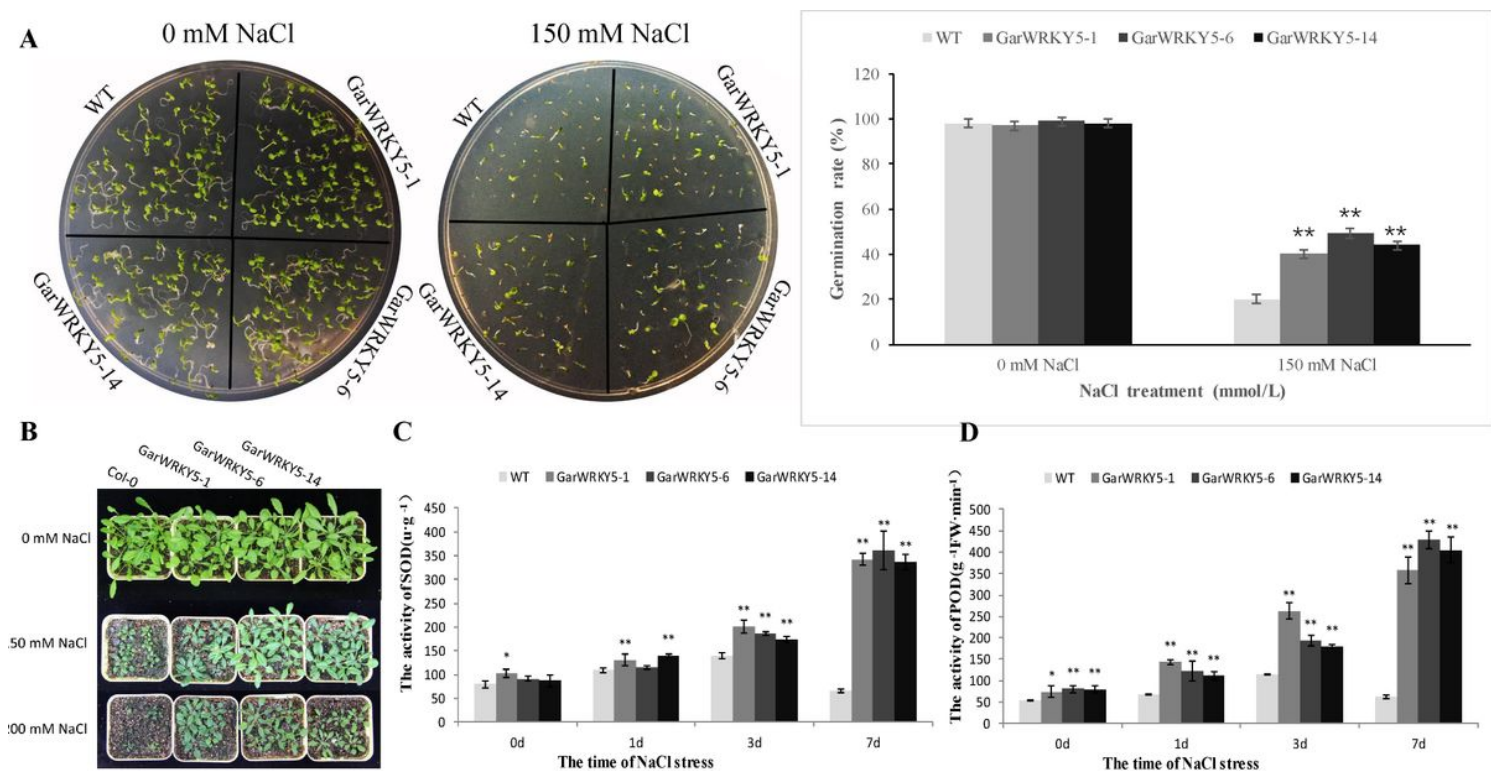 A
0 mM NaCl
150 mM NaCl
WT
GarWRKY5-1
GarWRKY5-14
GarWRKY5-6
WT
GarWRKY5-1
GarWRKY5-14
GarWRKY5-6
WT GarWRKY5-1 GarWRKY5-6 GarWRKY5-14
Germination rate (%)
120
100
80
60
40
20
0
** ** **
0 mM NaCl 150 mM NaCl
NaCl treatment (mmol/L)
B
Col-0 GarWRKY5-1 GarWRKY5-6 GarWRKY5-14
0 mM NaCl
50 mM NaCl
00 mM NaCl
C
WT GarWRKY5-1 GarWRKY5-6 GarWRKY5-14
The activity of SOD(u·g⁻¹)
450
400
350
300
250
200
150
100
50
0
* ** ** ** ** ** ** ** **
0d 1d 3d 7d
The time of NaCl stress
D
WT GarWRKY5-1 GarWRKY5-6 GarWRKY5-14
The activity of POD(g⁻¹FW·min⁻¹)
500
450
400
350
300
250
200
150
100
50
0
* ** ** ** ** ** ** ** ** ** ** **
0d 1d 3d 7d
The time of NaCl stress